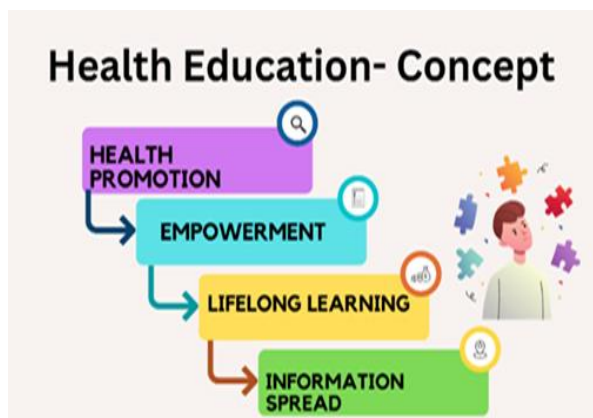 Health Education- Concept
HEALTH
PROMOTION
EMPOWERMENT
LIFELONG LEARNING
INFORMATION
SPREAD